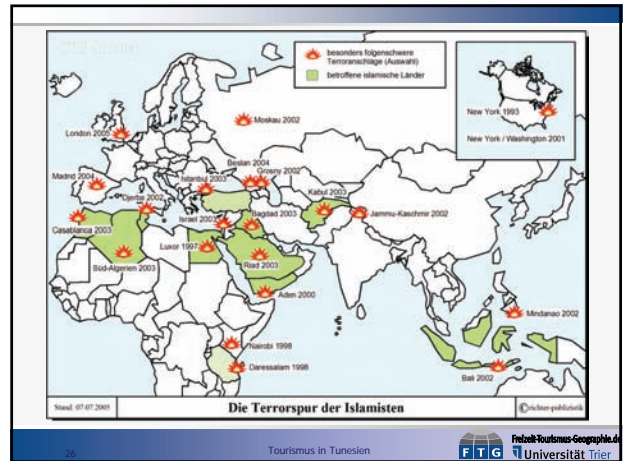 besonders folgenschwere
Terroranschläge (Auswahl)
betroffene islamische Länder
New York 1993
New York / Washington 2001
Moskau 2002
London 2005
Beslan 2004
Grosny 2002
Madrid 2004
Istanbul 2003
Kabul 2003
Djerba 2002
Israel 2003
Bagdad 2003
Jammu-Kaschmir 2002
Casablanca 2003
Luxor 1997
Süd-Algerien 2003
Riad 2003
Aden 2000
Mindanao 2002
Nairobi 1998
Daressalam 1998
Bali 2002
Stand: 07.07.2005
Die Terrorspur der Islamisten
©richter-publizistik
26
Tourismus in Tunesien
FTG
Freizeit-Tourismus-Geographie.de
Universität Trier